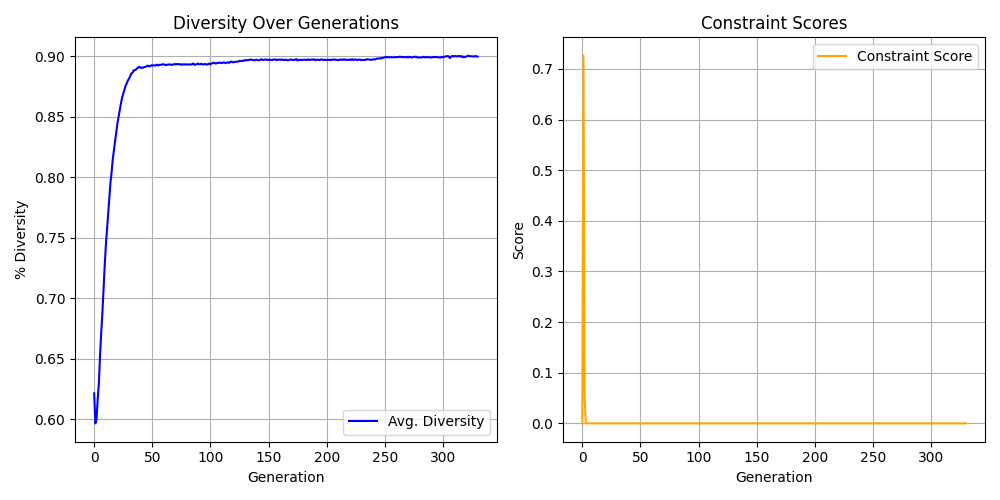 Diversity Over Generations
% Diversity
0.90
0.85
0.80
0.75
0.70
0.65
0.60
Avg. Diversity
0 50 100 150 200 250 300
Generation
Constraint Scores
Score
0.7
0.6
0.5
0.4
0.3
0.2
0.1
0.0
Constraint Score
0 50 100 150 200 250 300
Generation